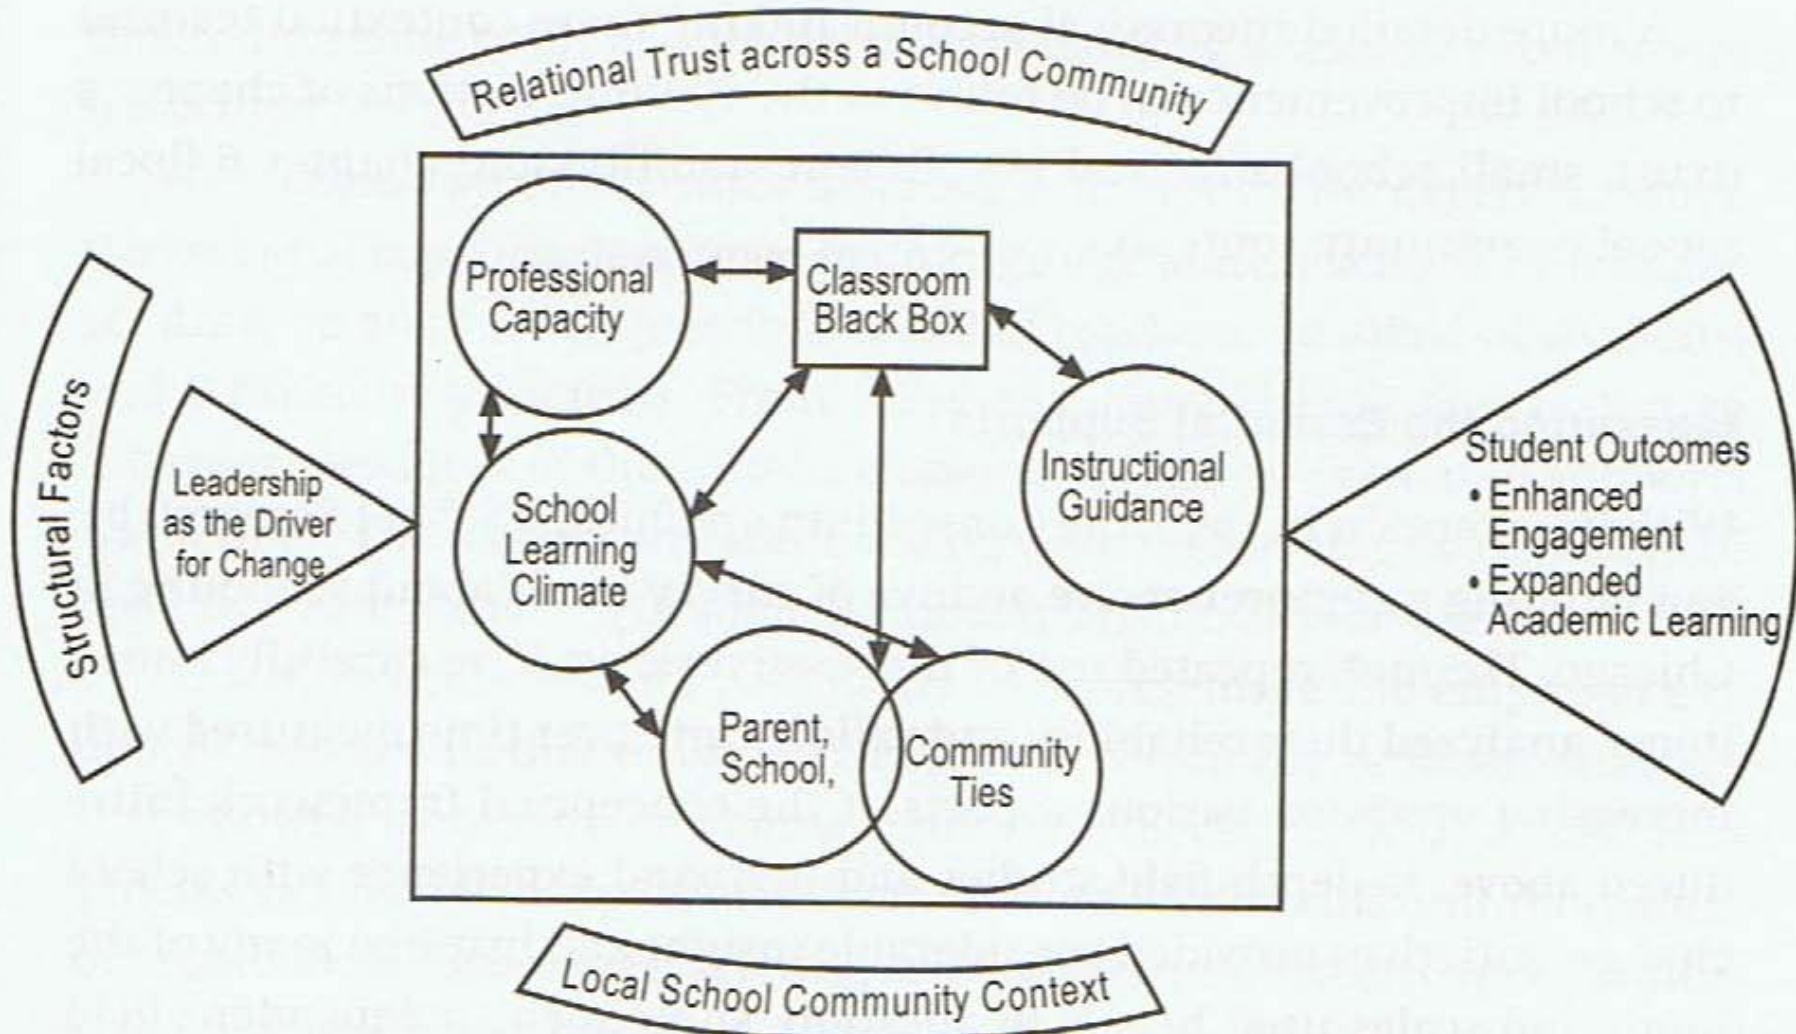 Relational Trust across a School Community
Structural Factors
Leadership
as the Driver
for Change
Professional
Capacity
Classroom
Black Box
School
Learning
Climate
Instructional
Guidance
Parent,
School,
Community
Ties
Student Outcomes
• Enhanced
Engagement
• Expanded
Academic Learning
Local School Community Context